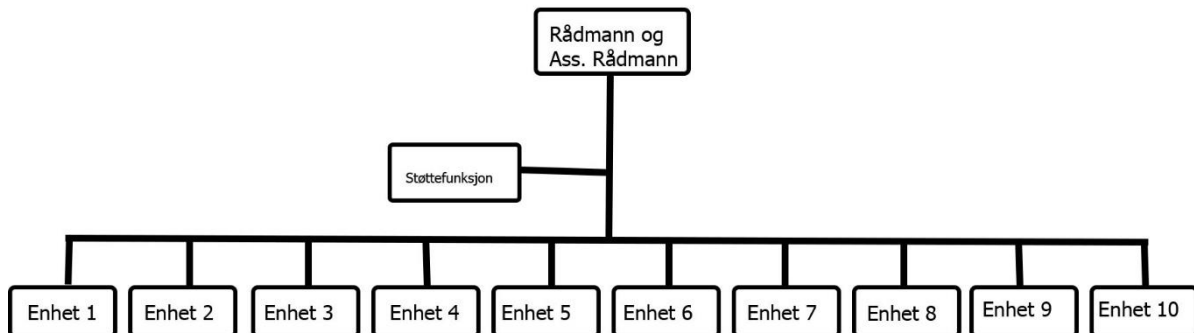 Rådmann og
Ass. Rådmann
Støttefunksjon
Enhet 1
Enhet 2
Enhet 3
Enhet 4
Enhet 5
Enhet 6
Enhet 7
Enhet 8
Enhet 9
Enhet 10